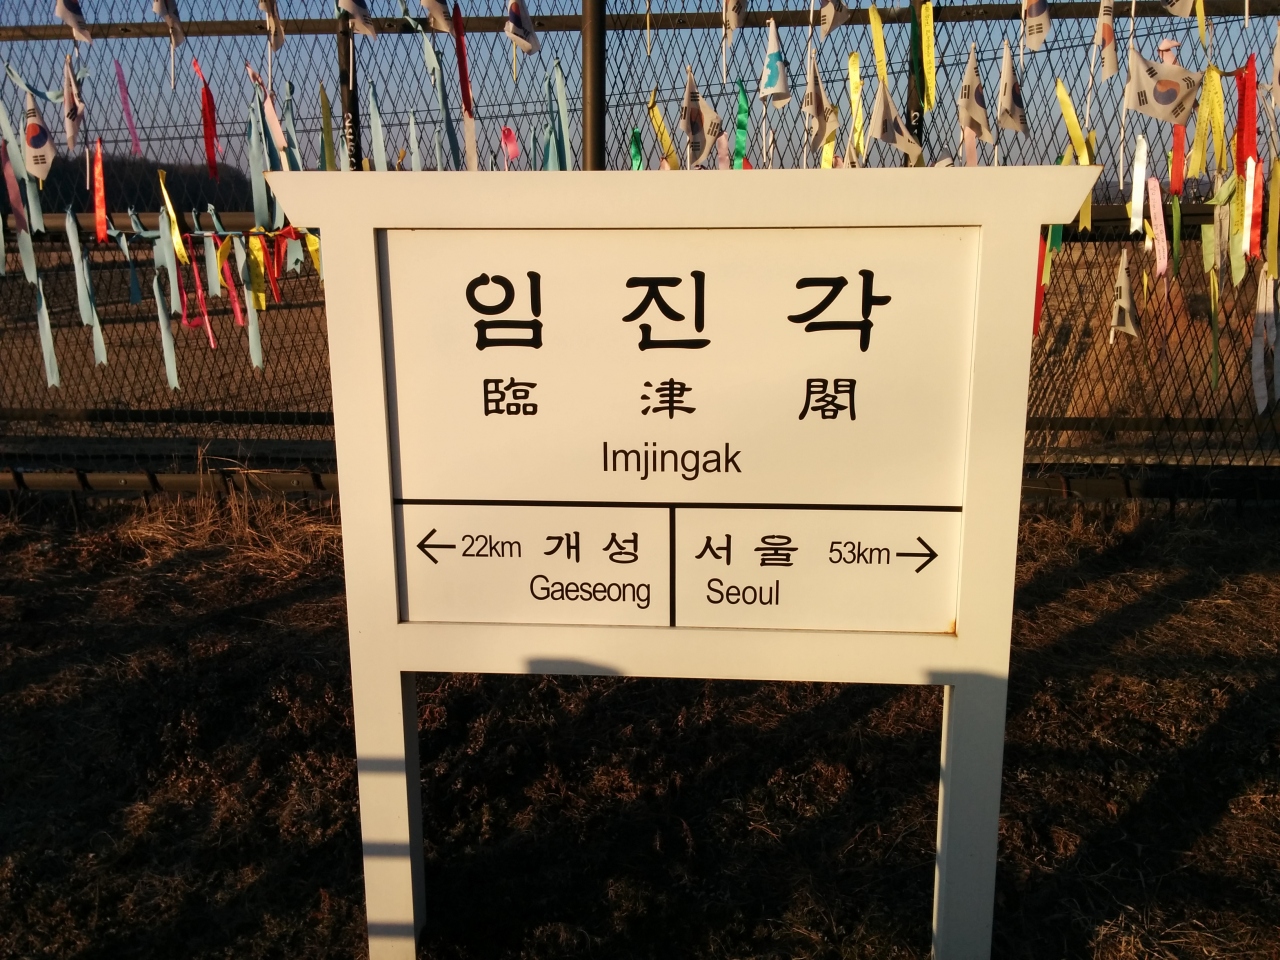 임 진 각
臨 津 閣
Imjingak
← 22km 개 성
Gaeseong
서 울 53km →
Seoul